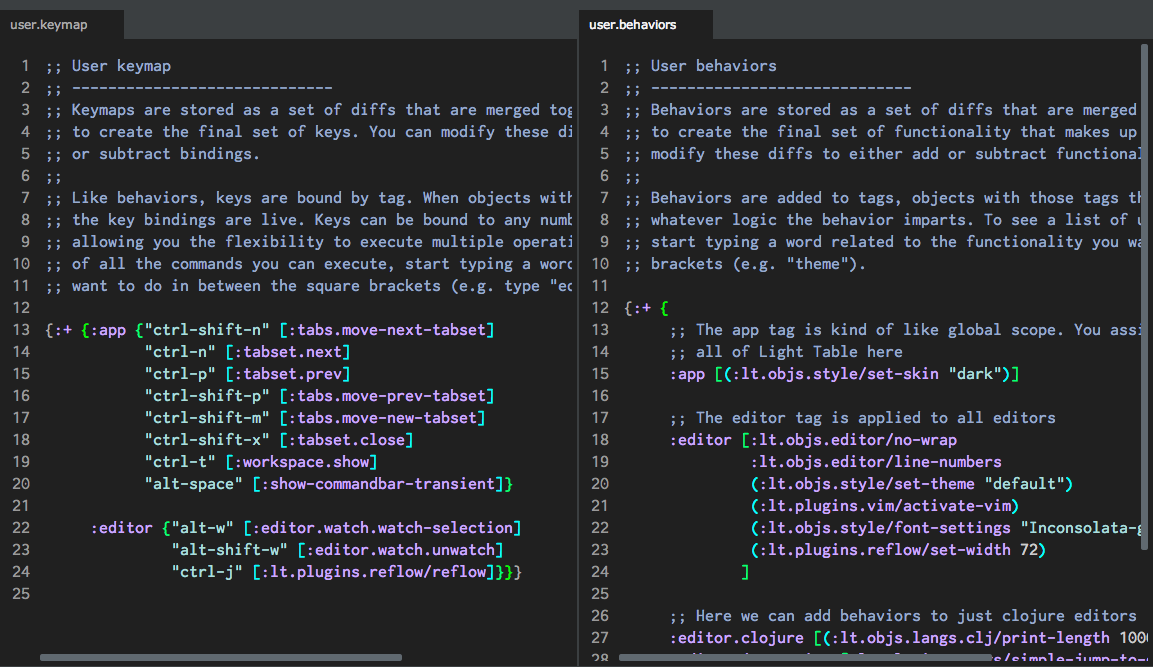 user.keymap
1 ;; User keymap
2 ;; -----------------------------
3 ;; Keymaps are stored as a set of diffs that are merged
4 ;; to create the final set of keys. You can modify these
5 ;; or subtract bindings.
6 ;;
7 ;; Like behaviors, keys are bound by tag. When objects with
8 ;; the key bindings are live. Keys can be bound to any
9 ;; allowing you the flexibility to execute multiple
10 ;; of all the commands you can execute, start typing a
11 ;; want to do in between the square brackets (e.g. type
12
13 {:+ {:app {"ctrl-shift-n" [:tabs.move-next-tabset]
14 "ctrl-n" [:tabset.next]
15 "ctrl-p" [:tabset.prev]
16 "ctrl-shift-p" [:tabs.move-prev-tabset]
17 "ctrl-shift-m" [:tabs.move-new-tabset]
18 "ctrl-shift-x" [:tabset.close]
19 "ctrl-t" [:workspace.show]
20 "alt-space" [:show-commandbar-transient]}
21
22 :editor {"alt-w" [:editor.watch.watch-selection]
23 "alt-shift-w" [:editor.watch.unwatch]
24 "ctrl-j" [:lt.plugins.reflow/reflow]}}}
25
user.behaviors
1 ;; User behaviors
2 ;; -----------------------------
3 ;; Behaviors are stored as a set of diffs that are merged
4 ;; to create the final set of functionality that makes up
5 ;; modify these diffs to either add or subtract
6 ;;
7 ;; Behaviors are added to tags, objects with those tags
8 ;; whatever logic the behavior imparts. To see a list of
9 ;; start typing a word related to the functionality you
10 ;; brackets (e.g. "theme").
11
12 {:+ {
13 ;; The app tag is kind of like global scope. You
14 ;; all of Light Table here
15 :app [(:lt.objs.style/set-skin "dark")]
16
17 ;; The editor tag is applied to all editors
18 :editor [:lt.objs.editor/no-wrap
19 :lt.objs.editor/line-numbers
20 (:lt.objs.style/set-theme "default")
21 (:lt.plugins.vim/activate-vim)
22 (:lt.objs.style/font-settings "Inconsolata-g
23 (:lt.plugins.reflow/set-width 72)
24 ]
25
26 ;; Here we can add behaviors to just clojure editors
27 :editor.clojure [(:lt.objs.langs.clj/print-length
28